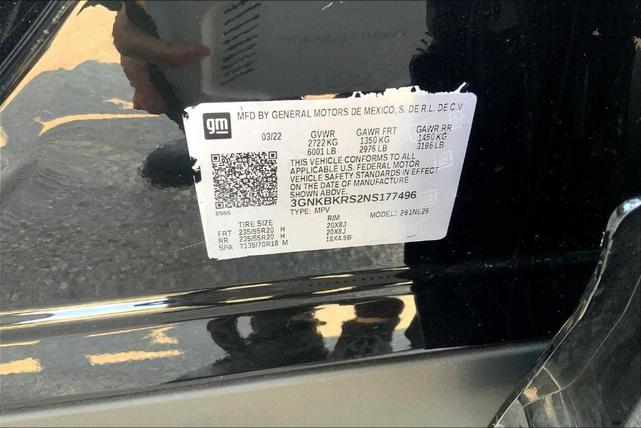 gm
MFD BY GENERAL MOTORS DE MEXICO, S. DE R.L. DE C.V.
03/22 GVWR GAWR FRT GAWR RR
2722 KG 1350 KG 1450 KG
6001 LB 2976 LB 3196 LB
THIS VEHICLE CONFORMS TO ALL
APPLICABLE U.S. FEDERAL MOTOR
VEHICLE SAFETY STANDARDS IN EFFECT
ON THE DATE OF MANUFACTURE
SHOWN ABOVE.
3GNKBKRS2NS177496
TYPE: MPV MODEL: 261NL26
TIRE SIZE RIM
FRT 235/55R20 H 20X8J
RR 235/55R20 H 20X8J
SPA T135/70R18 M 18X4.5B